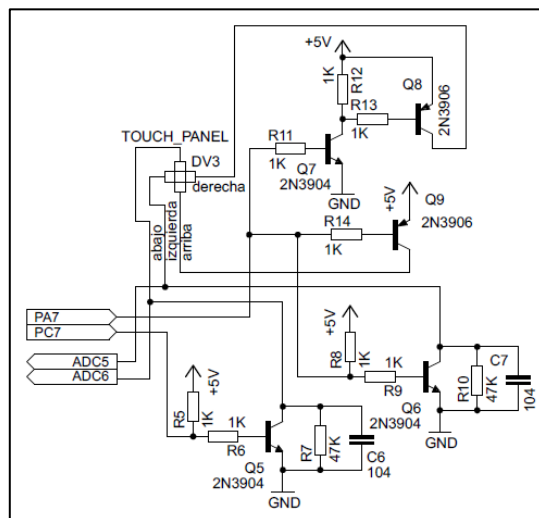 +5V
1K
R12
Q8
R13
1K
2N3906
TOUCH_PANEL
R11
1K
DV3
derecha
Q7
2N3904
GND
+5V
Q9
2N3906
R14
1K
abajo
izquierda
arriba
PA7
PC7
ADC5
ADC6
+5V
R8
1K
1K
R9
Q6
2N3904
R10
47K
C7
104
GND
+5V
R5
1K
1K
R6
Q5
2N3904
R7
47K
C6
104
GND